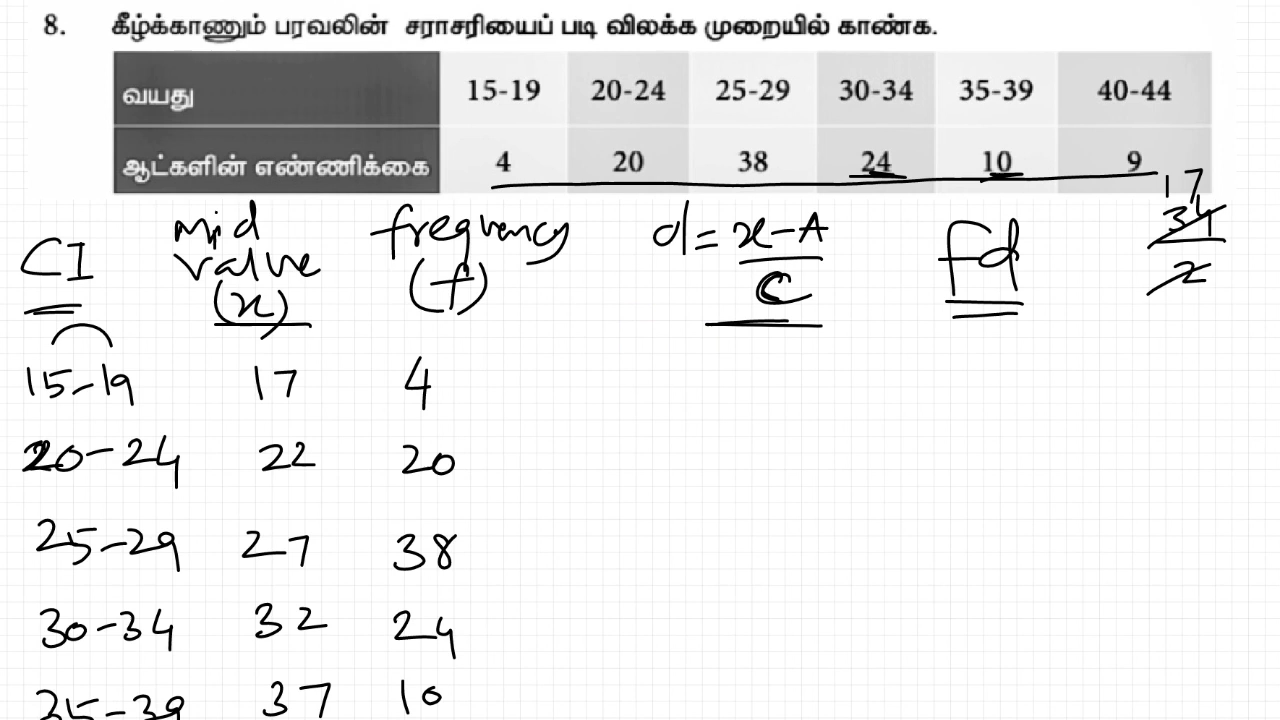 8. கீழ்க்காணும் பரவலின் சராசரியைப் படி விலக்க முறையில் காண்க.
வயது 15-19 20-24 25-29 30-34 35-39 40-44
ஆட்களின் எண்ணிக்கை 4 20 38 24 10 9
CI mid value (x) frequency (f) d = x-A / C fd 17 34 / 2
15-19 17 4
20-24 22 20
25-29 27 38
30-34 32 24
35-39 37 10